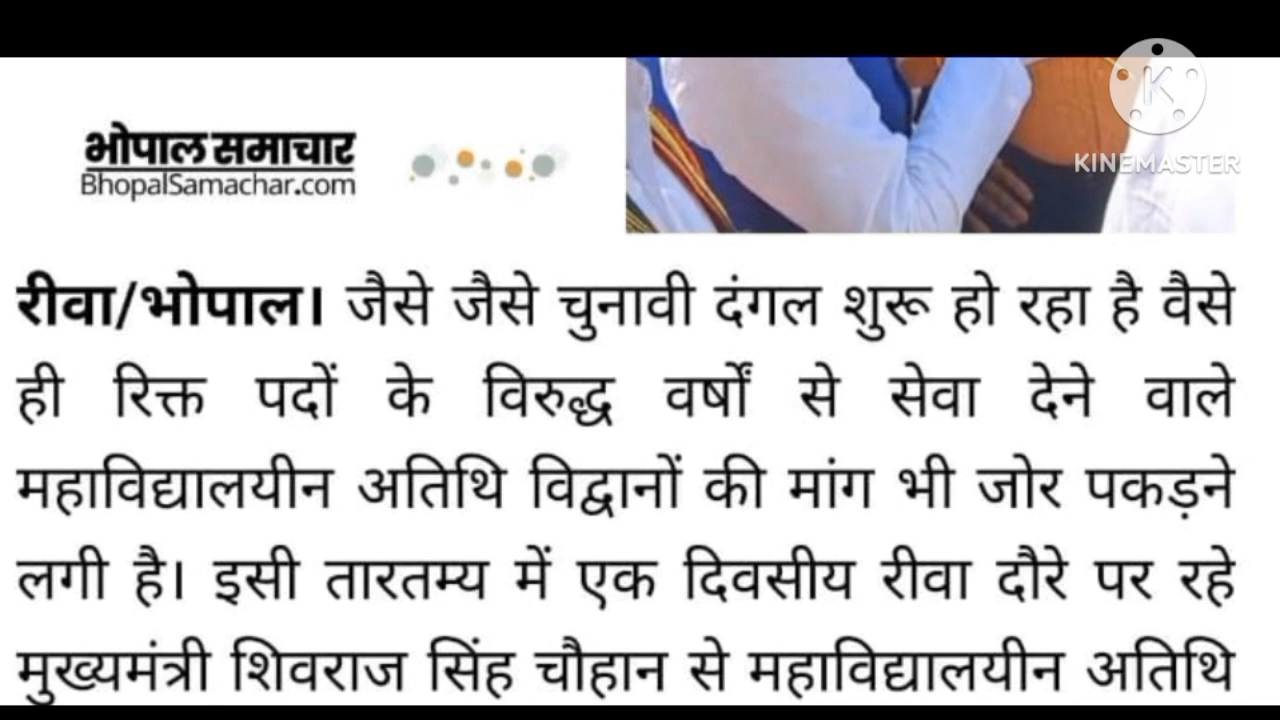 भोपाल समाचार
BhopalSamachar.com
K
KINEMASTER
रीवा/भोपाल। जैसे जैसे चुनावी दंगल शुरू हो रहा है वैसे
ही रिक्त पदों के विरुद्ध वर्षों से सेवा देने वाले
महाविद्यालयीन अतिथि विद्वानों की मांग भी जोर पकड़ने
लगी है। इसी तारतम्य में एक दिवसीय रीवा दौरे पर रहे
मुख्यमंत्री शिवराज सिंह चौहान से महाविद्यालयीन अतिथि